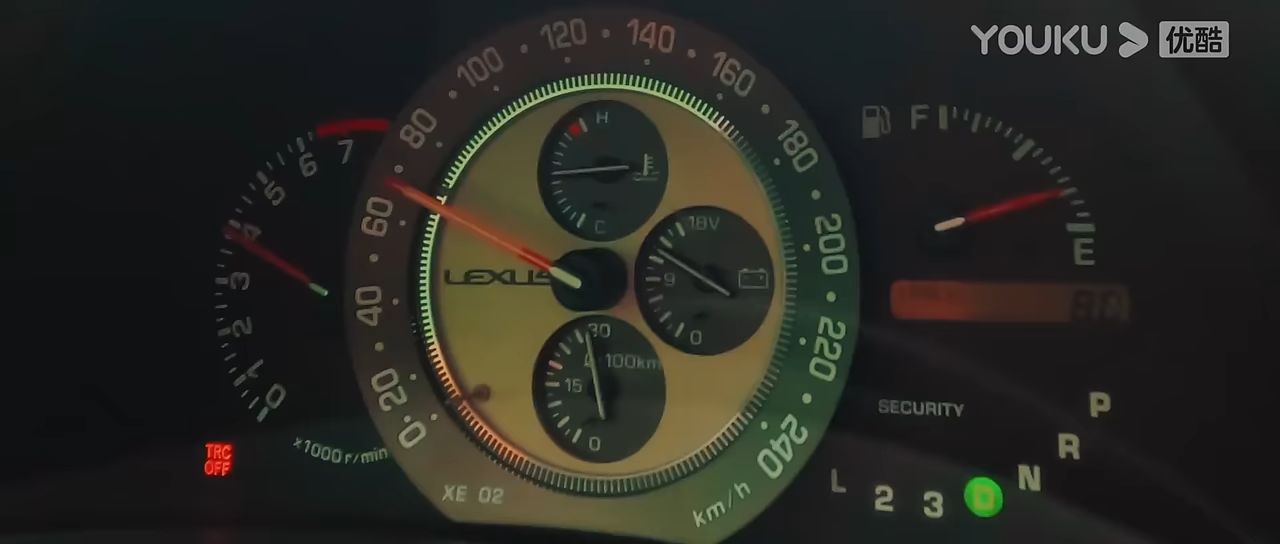 YOUKU 优酷
0 1 2 3 4 5 6 7
x1000 r/min
TRC
OFF
0 20 40 60 80 100 120 140 160 180 200 220 240
km/h
H
C
18V
9
0
LEXUS
30
100km
15
0
XE 02
F
E
SECURITY
P
R
N
D
3
2
L